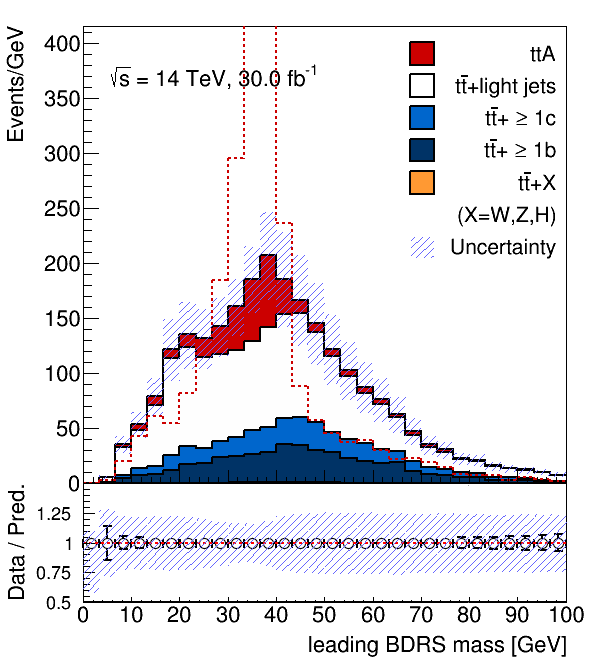 Events/GeV
400
350
300
250
200
150
100
50
0
√s = 14 TeV, 30.0 fb⁻¹
ttA
tt̄+light jets
tt̄+ ≥ 1c
tt̄+ ≥ 1b
tt̄+X
(X=W,Z,H)
Uncertainty
Data / Pred.
1.25
1
0.75
0.5
0 10 20 30 40 50 60 70 80 90 100
leading BDRS mass [GeV]